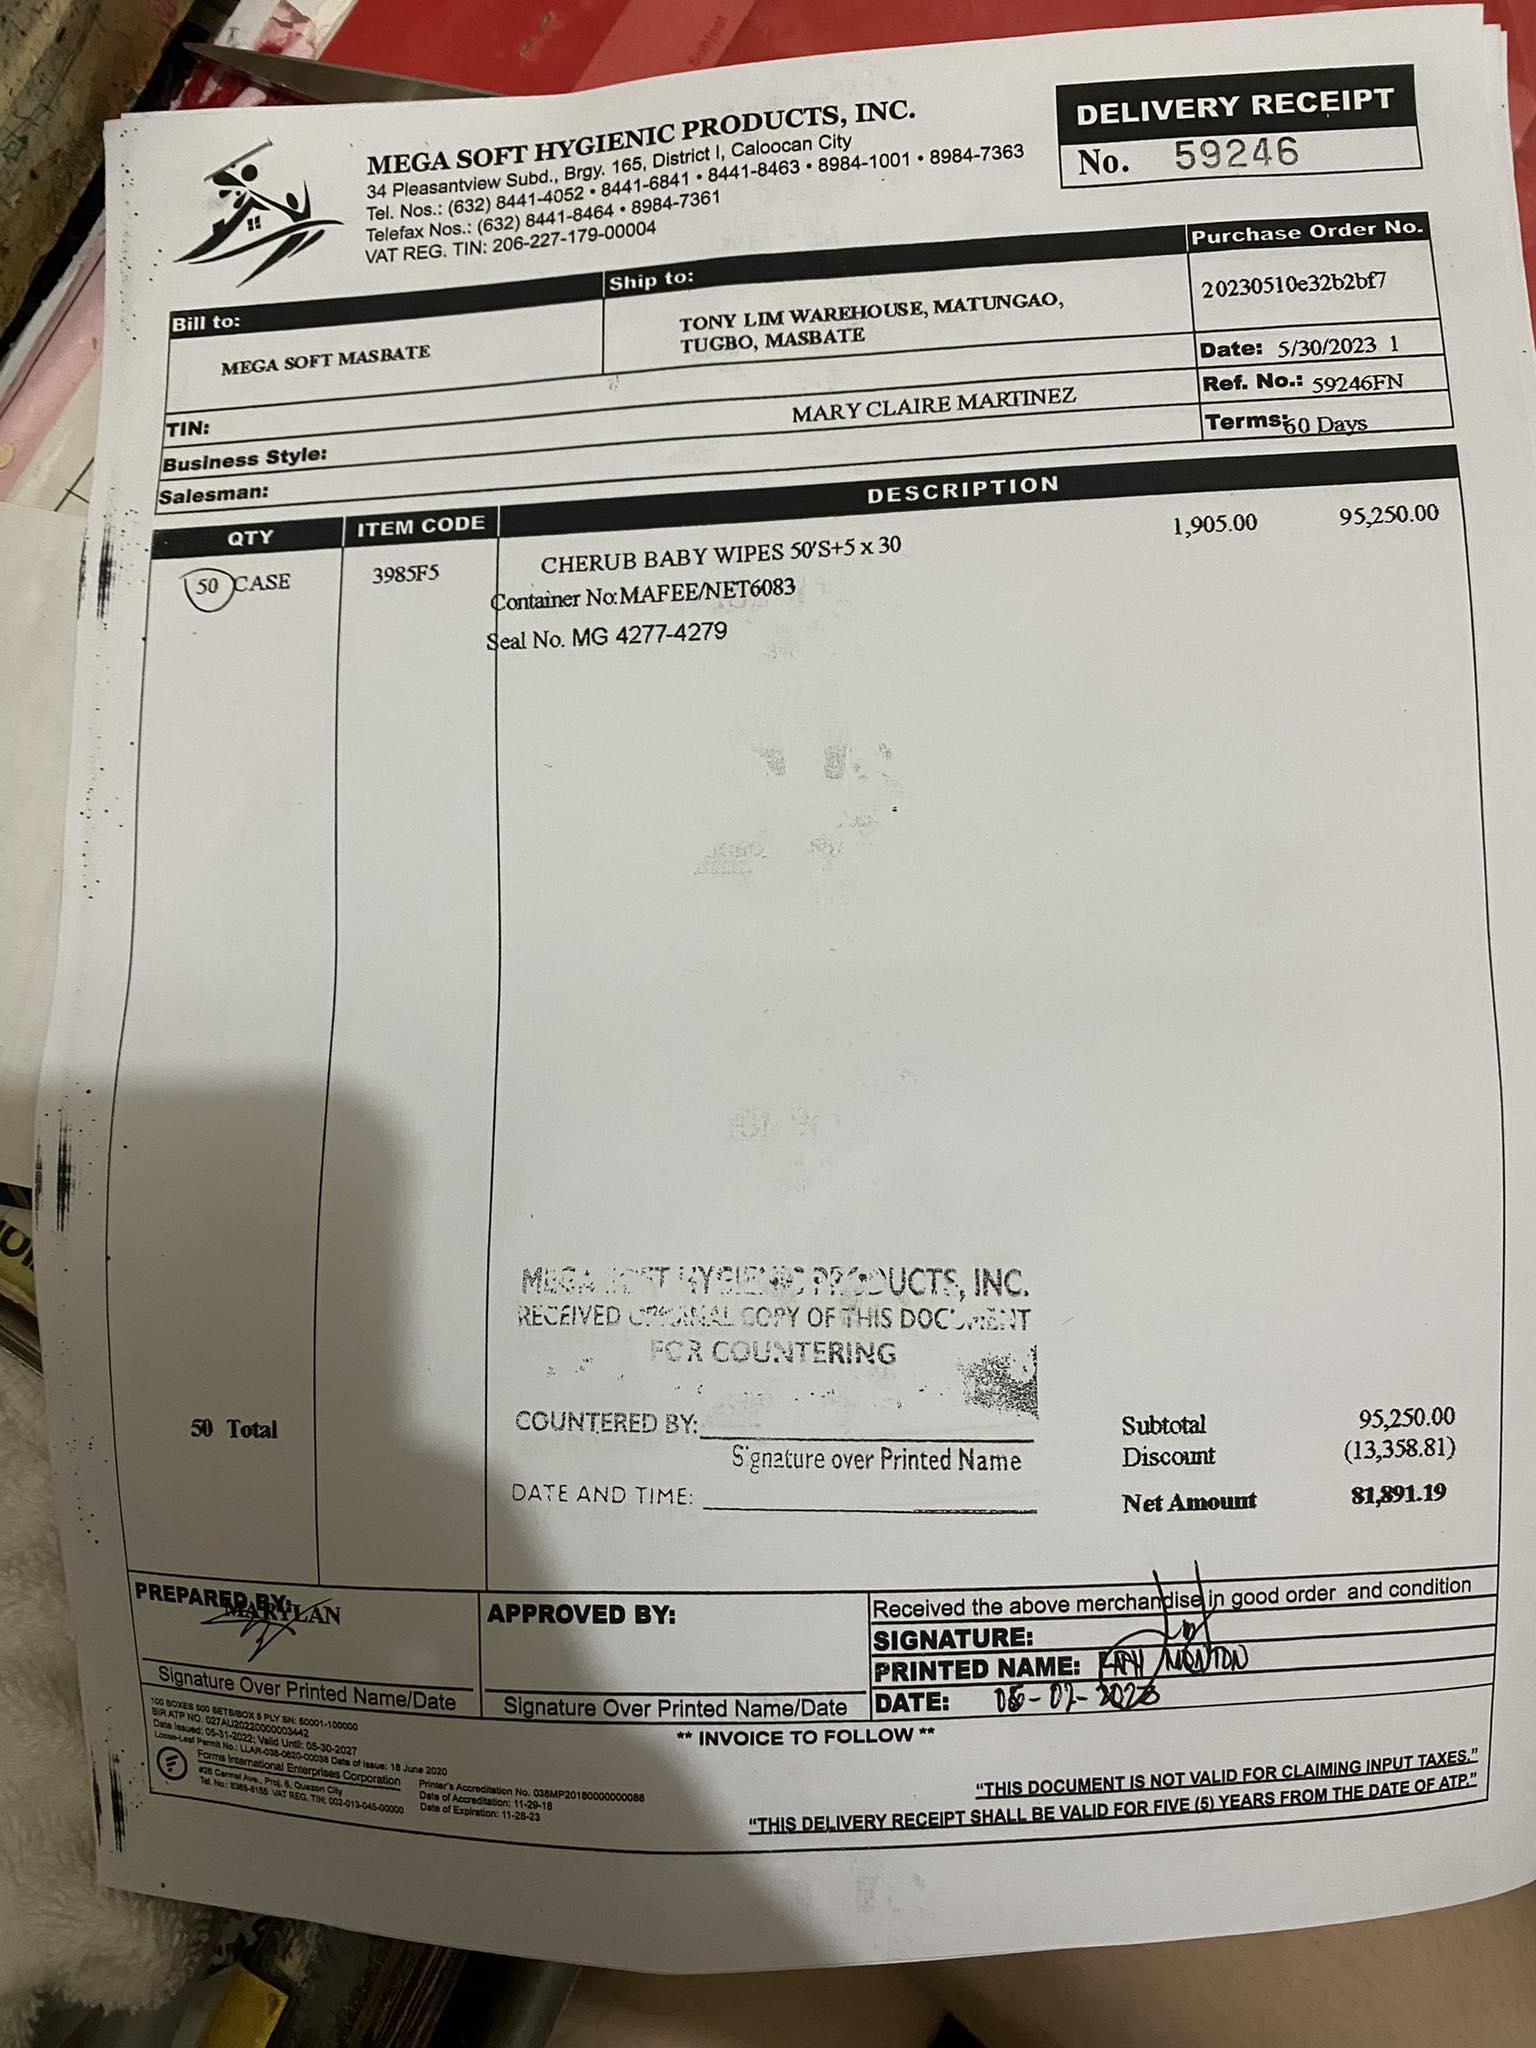 MEGA SOFT HYGIENIC PRODUCTS, INC.
34 Pleasantview Subd., Brgy. 165, District I, Caloocan City
Tel. Nos.: (632) 8441-4052 • 8441-6841 • 8441-8463 • 8984-1001 • 8984-7363
Telefax Nos.: (632) 8441-8464 • 8984-7361
VAT REG. TIN: 206-227-179-00004
DELIVERY RECEIPT
No. 59246
Bill to:
MEGA SOFT MASBATE
Ship to:
TONY LIM WAREHOUSE, MATUNGAO,
TUGBO, MASBATE
Purchase Order No.
20230510e32b2bf7
Date: 5/30/2023 1
Ref. No.: 59246FN
Terms: 60 Days
TIN:
MARY CLAIRE MARTINEZ
Business Style:
Salesman:
QTY ITEM CODE DESCRIPTION
50 CASE 3985F5 CHERUB BABY WIPES 50'S+5 x 30 1,905.00 95,250.00
Container No:MAFEE/NET6083
Seal No. MG 4277-4279
MEGA SOFT HYGIENIC PRODUCTS, INC.
RECEIVED ORIGINAL COPY OF THIS DOCUMENT
FOR COUNTERING
COUNTERED BY:
Signature over Printed Name
DATE AND TIME:
50 Total
Subtotal 95,250.00
Discount (13,358.81)
Net Amount 81,891.19
PREPARED BY:
MARYLAN
Signature Over Printed Name/Date
APPROVED BY:
Signature Over Printed Name/Date
Received the above merchandise in good order and condition
SIGNATURE:
PRINTED NAME:
DATE:
** INVOICE TO FOLLOW **
100 BOXES 500 SETS/BOX 5 PLY SN: 50001-100000
BIR ATP NO. 027AU20220000003442
Date Issued: 05-31-2022; Valid Until: 05-30-2027
Loose-Leaf Permit No.: LLAR-038-0620-00038 Date of Issue: 18 June 2020
Forms International Enterprises Corporation
#26 Carmel Ave., Proj. 6, Quezon City
Tel. No.: 8365-8155 VAT REG. TIN: 002-013-045-00000
Printer's Accreditation No. 038MP20180000000088
Date of Accreditation: 11-29-18
Date of Expiration: 11-28-23
"THIS DOCUMENT IS NOT VALID FOR CLAIMING INPUT TAXES."
"THIS DELIVERY RECEIPT SHALL BE VALID FOR FIVE (5) YEARS FROM THE DATE OF ATP."